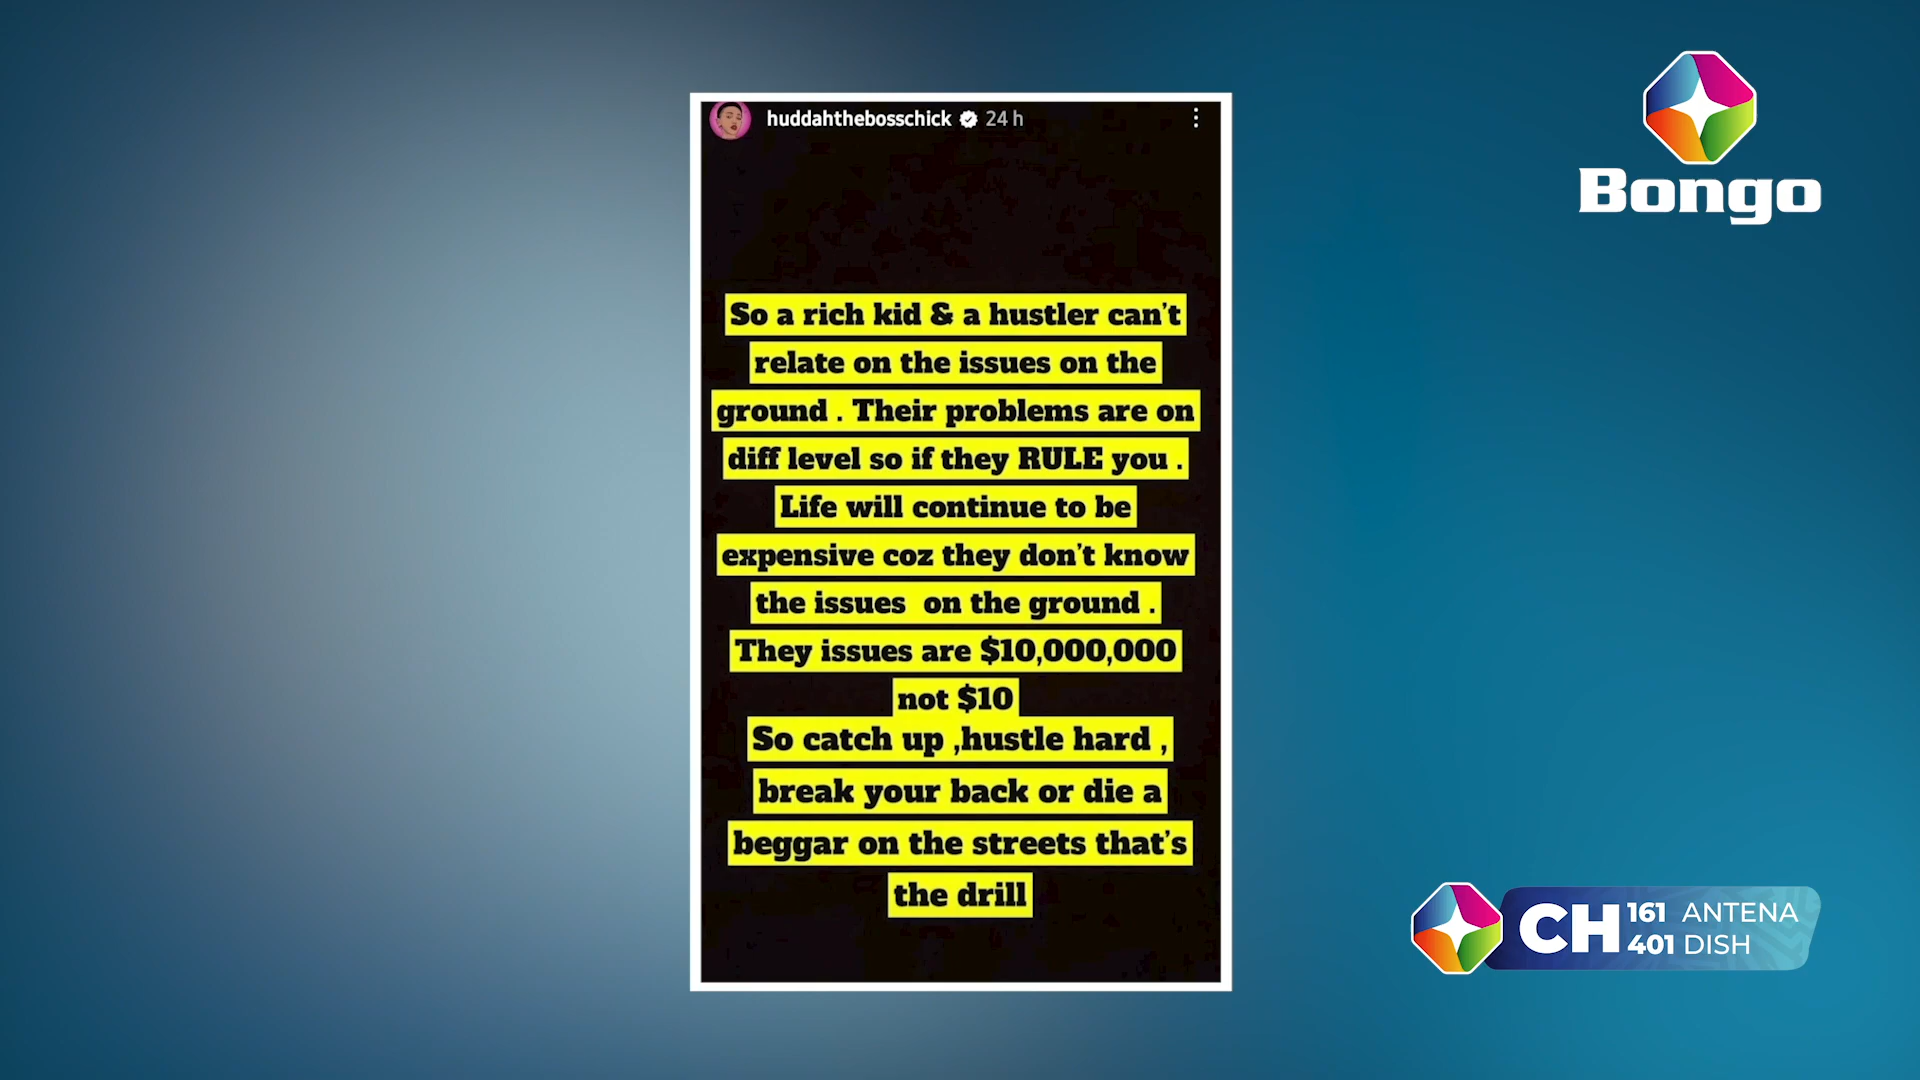 huddahthebosschick 24 h
Bongo
So a rich kid & a hustler can't
relate on the issues on the
ground . Their problems are on
diff level so if they RULE you .
Life will continue to be
expensive coz they don't know
the issues  on the ground .
They issues are $10,000,000
not $10
So catch up ,hustle hard ,
break your back or die a
beggar on the streets that's
the drill
CH 161 ANTENA
401 DISH